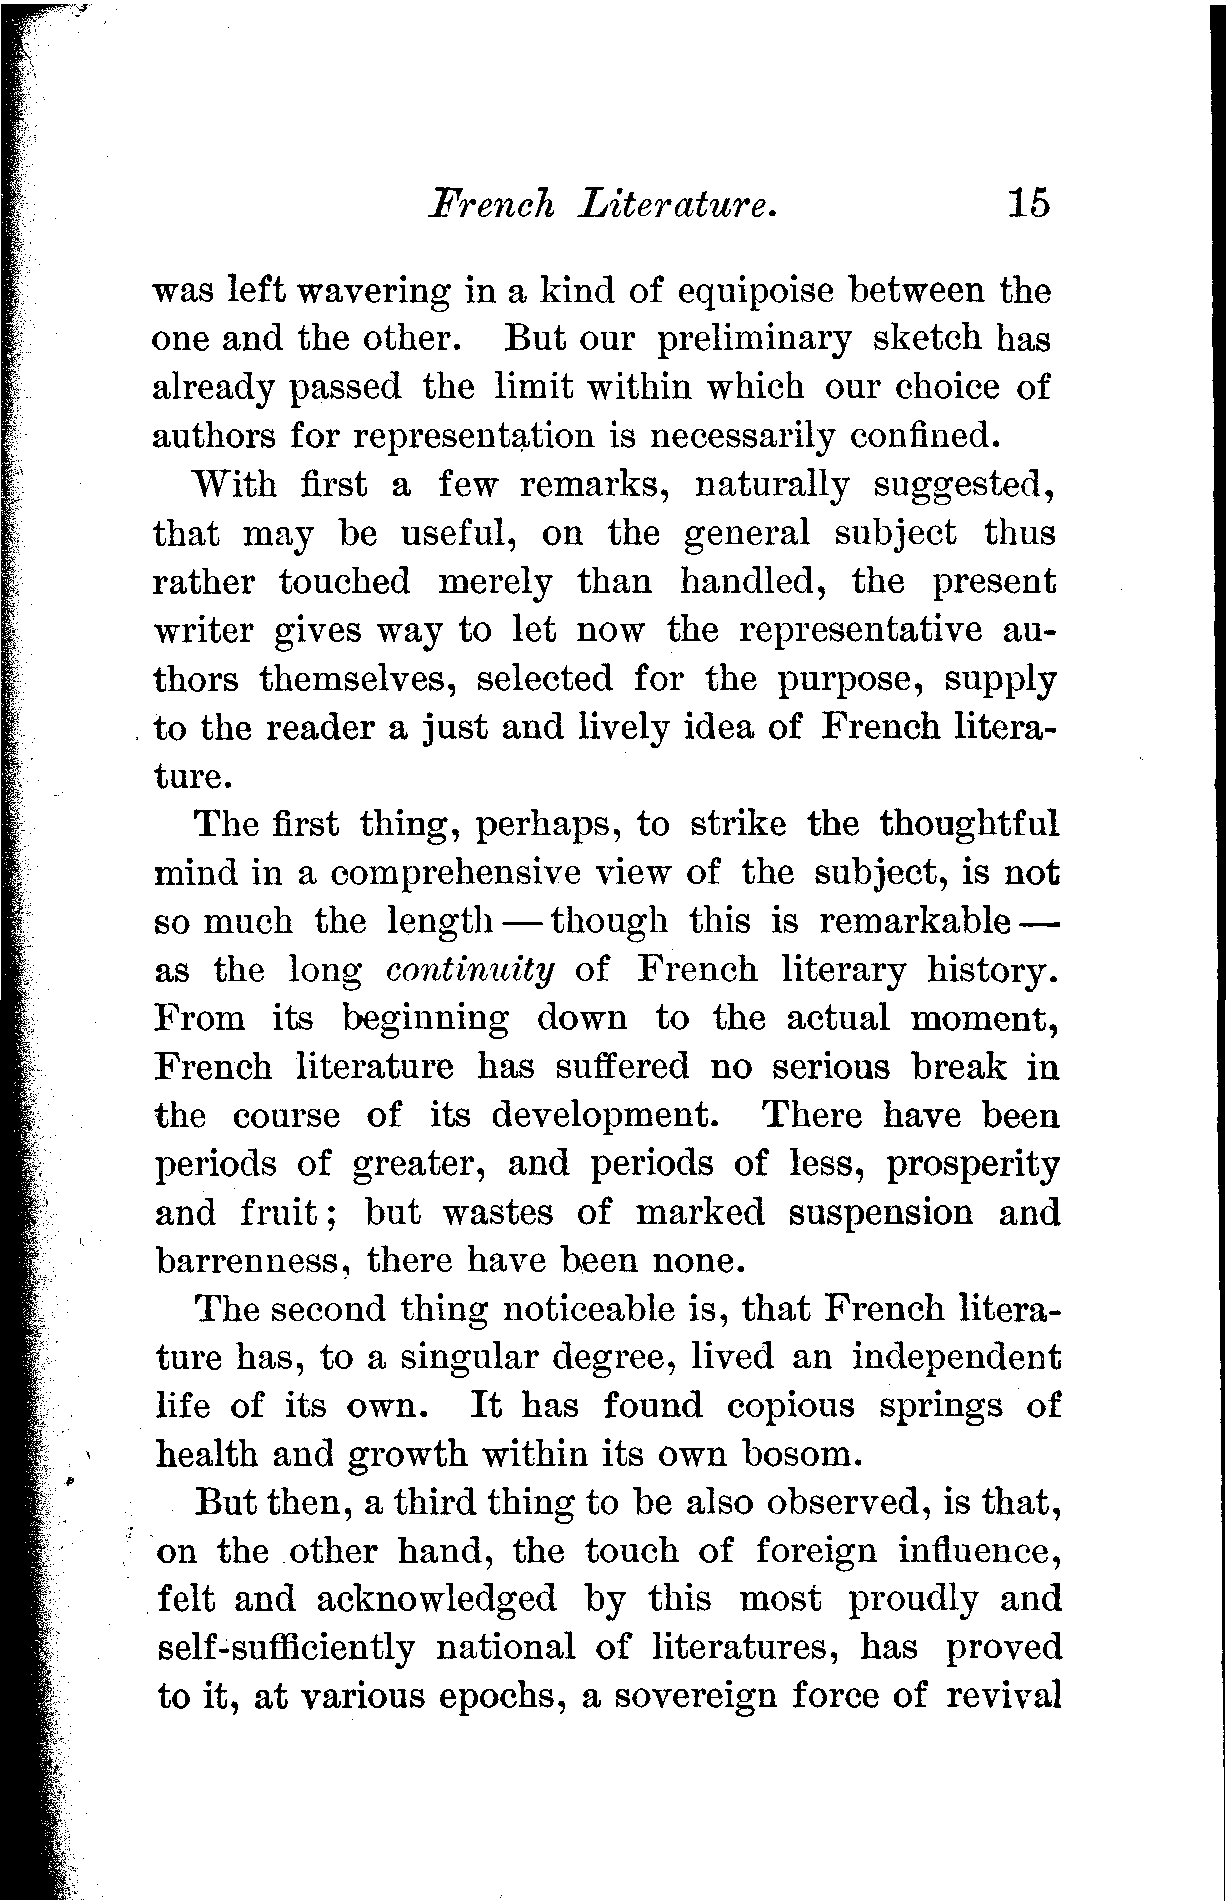 French Literature. 15
was left wavering in a kind of equipoise between the
one and the other. But our preliminary sketch has
already passed the limit within which our choice of
authors for representation is necessarily confined.
With first a few remarks, naturally suggested,
that may be useful, on the general subject thus
rather touched merely than handled, the present
writer gives way to let now the representative au-
thors themselves, selected for the purpose, supply
to the reader a just and lively idea of French litera-
ture.
The first thing, perhaps, to strike the thoughtful
mind in a comprehensive view of the subject, is not
so much the length — though this is remarkable —
as the long continuity of French literary history.
From its beginning down to the actual moment,
French literature has suffered no serious break in
the course of its development. There have been
periods of greater, and periods of less, prosperity
and fruit; but wastes of marked suspension and
barrenness, there have been none.
The second thing noticeable is, that French litera-
ture has, to a singular degree, lived an independent
life of its own. It has found copious springs of
health and growth within its own bosom.
But then, a third thing to be also observed, is that,
on the other hand, the touch of foreign influence,
felt and acknowledged by this most proudly and
self-sufficiently national of literatures, has proved
to it, at various epochs, a sovereign force of revival